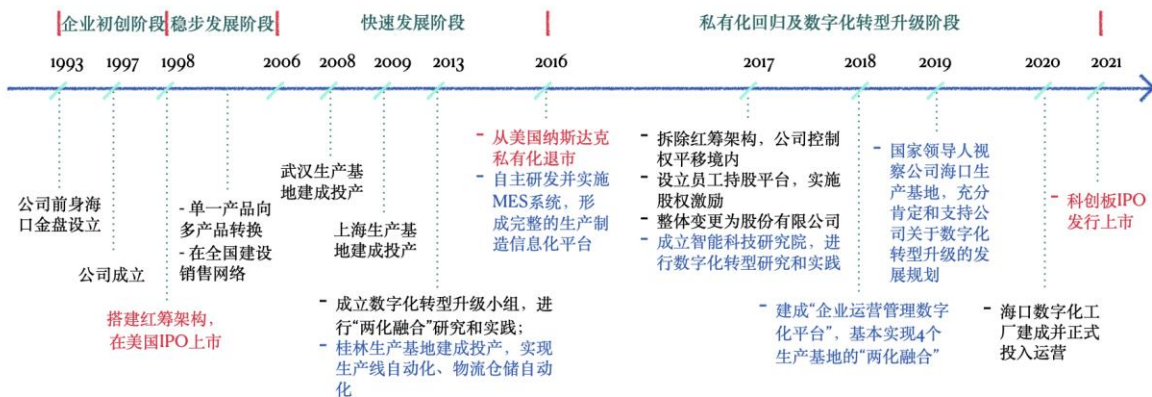 企业初创阶段 稳步发展阶段 快速发展阶段 私有化回归及数字化转型升级阶段
1993 1997 1998 2006 2008 2009 2013 2016 2017 2018 2019 2020 2021
公司前身海
口金盘设立
公司成立
搭建红筹架构,
在美国IPO上市
- 单一产品向
多产品转换
- 在全国建设
销售网络
武汉生产基
地建成投产
上海生产基
地建成投产
- 成立数字化转型升级小组，进
行“两化融合”研究和实践;
- 桂林生产基地建成投产，实现
生产线自动化、物流仓储自动
化
- 从美国纳斯达克
私有化退市
- 自主研发并实施
MES系统，形
成完整的生产制
造信息化平台
- 拆除红筹架构，公司控制
权平移境内
- 设立员工持股平台，实施
股权激励
- 整体变更为股份有限公司
- 成立智能科技研究院，进
行数字化转型研究和实践
- 建成“企业运营管理数字
化平台”，基本实现4个
生产基地的“两化融合”
- 国家领导人视
察公司海口生
产基地，充分
肯定和支持公
司关于数字化
转型升级的发
展规划
- 海口数字化工
厂建成并正式
投入运营
- 科创板IPO
发行上市